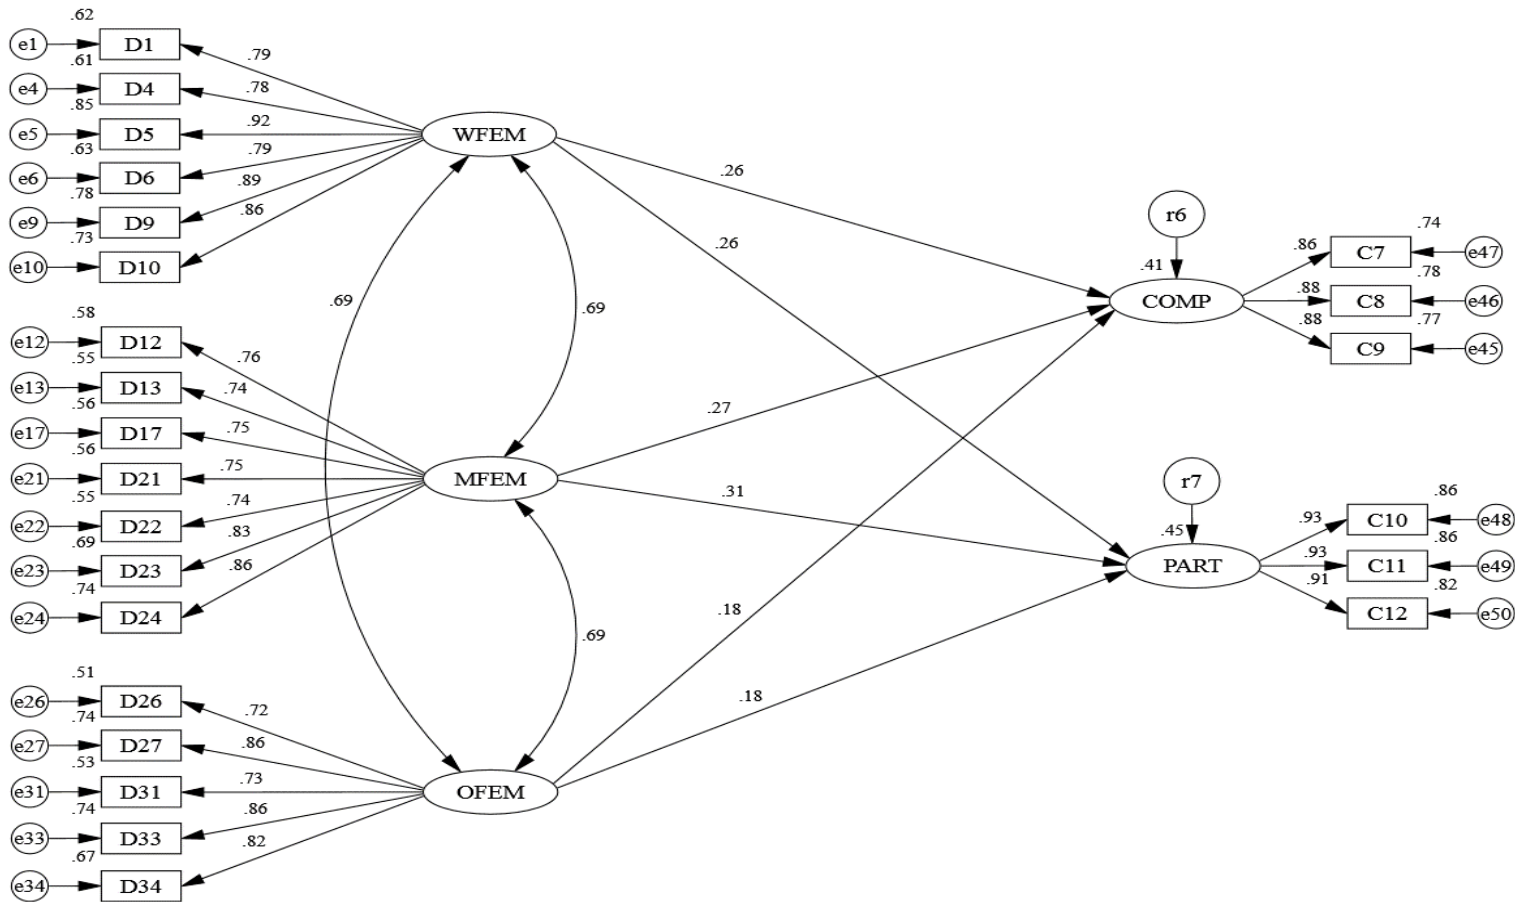 .62
e1 D1 .79
.61
e4 D4 .78
.85
e5 D5 .92
WFEM
.63
e6 D6 .79
.78
e9 D9 .89
.73
e10 D10 .86
.26
.26
.69
.69
r6
.41
COMP
.86 C7 .74 e47
.88 C8 .78 e46
.88 C9 .77 e45
.58
e12 D12 .76
.55
e13 D13 .74
.56
e17 D17 .75
.56
e21 D21 .75
MFEM
.55
e22 D22 .74
.69
e23 D23 .83
.74
e24 D24 .86
.27
.31
.69
.18
.18
r7
.45
PART
.93 C10 .86 e48
.93 C11 .86 e49
.91 C12 .82 e50
.51
e26 D26 .72
.74
e27 D27 .86
.53
e31 D31 .73
OFEM
.74
e33 D33 .86
.67
e34 D34 .82